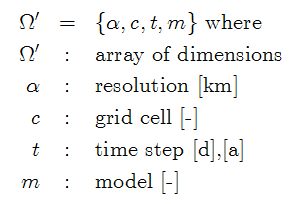 Ω′ = {α, c, t, m} where
Ω′ : array of dimensions
α : resolution [km]
c : grid cell [-]
t : time step [d],[a]
m : model [-]